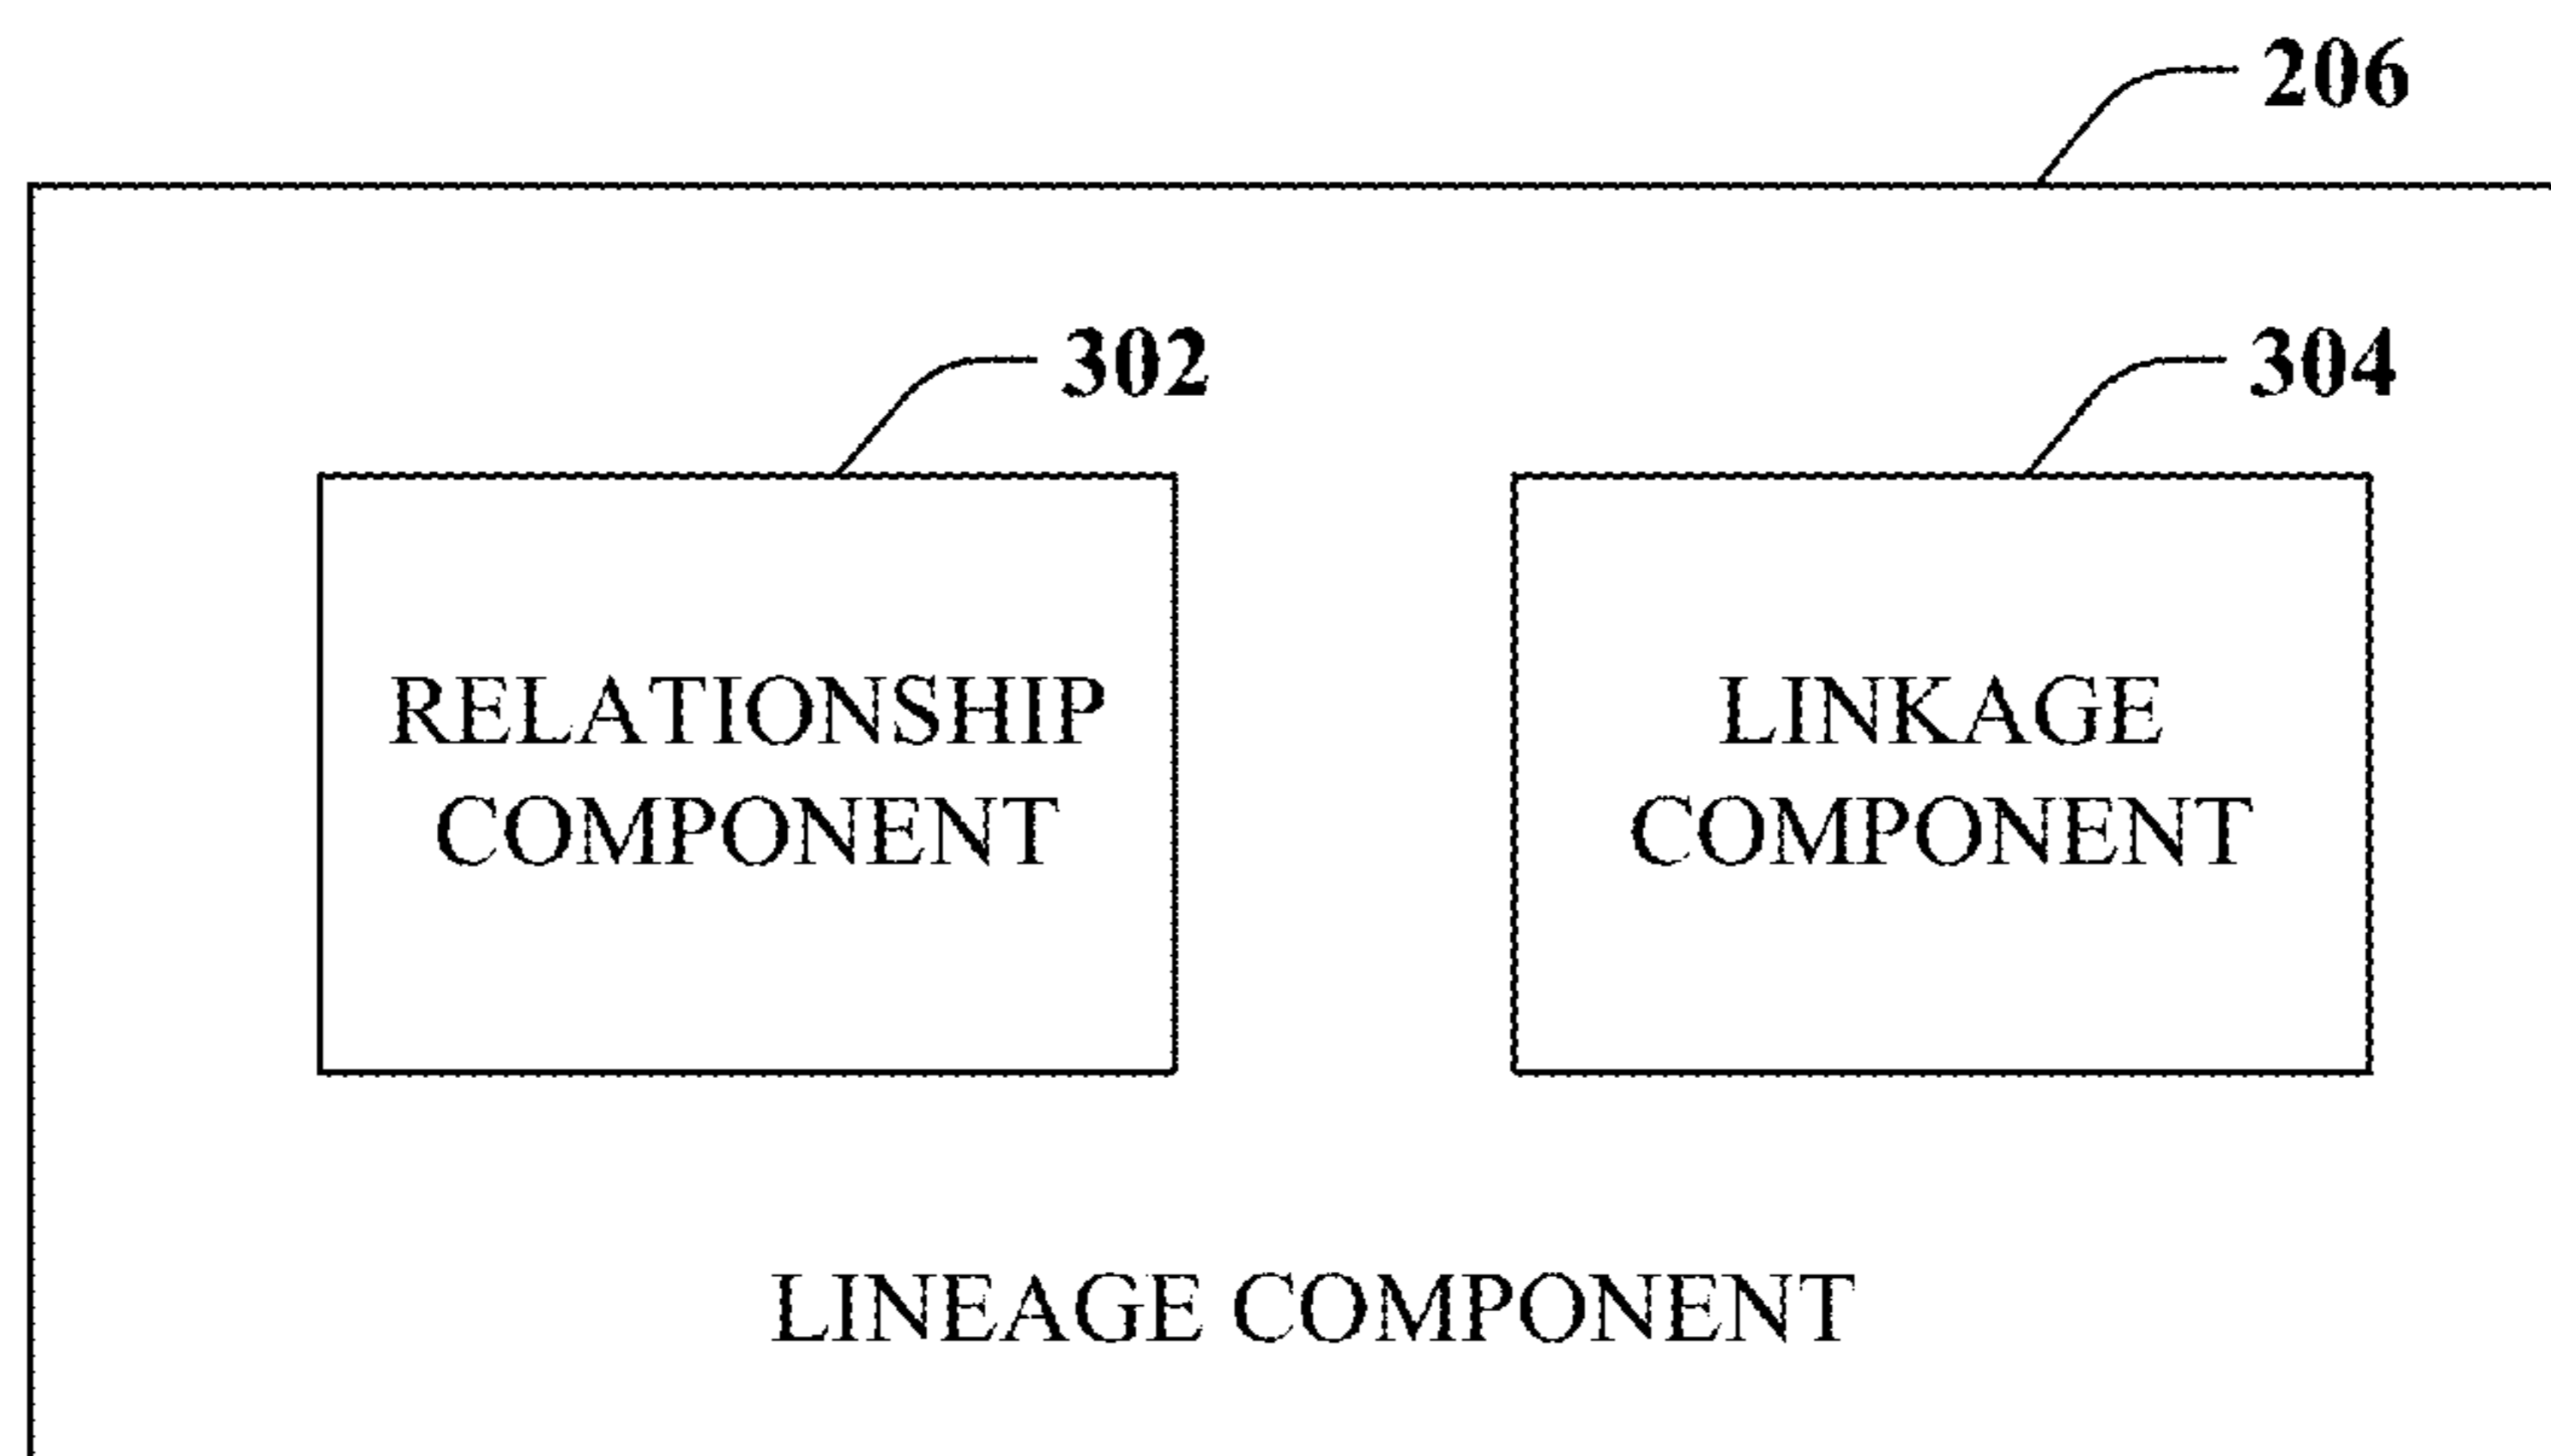 206
302
304
RELATIONSHIP
COMPONENT
LINKAGE
COMPONENT
LINEAGE COMPONENT